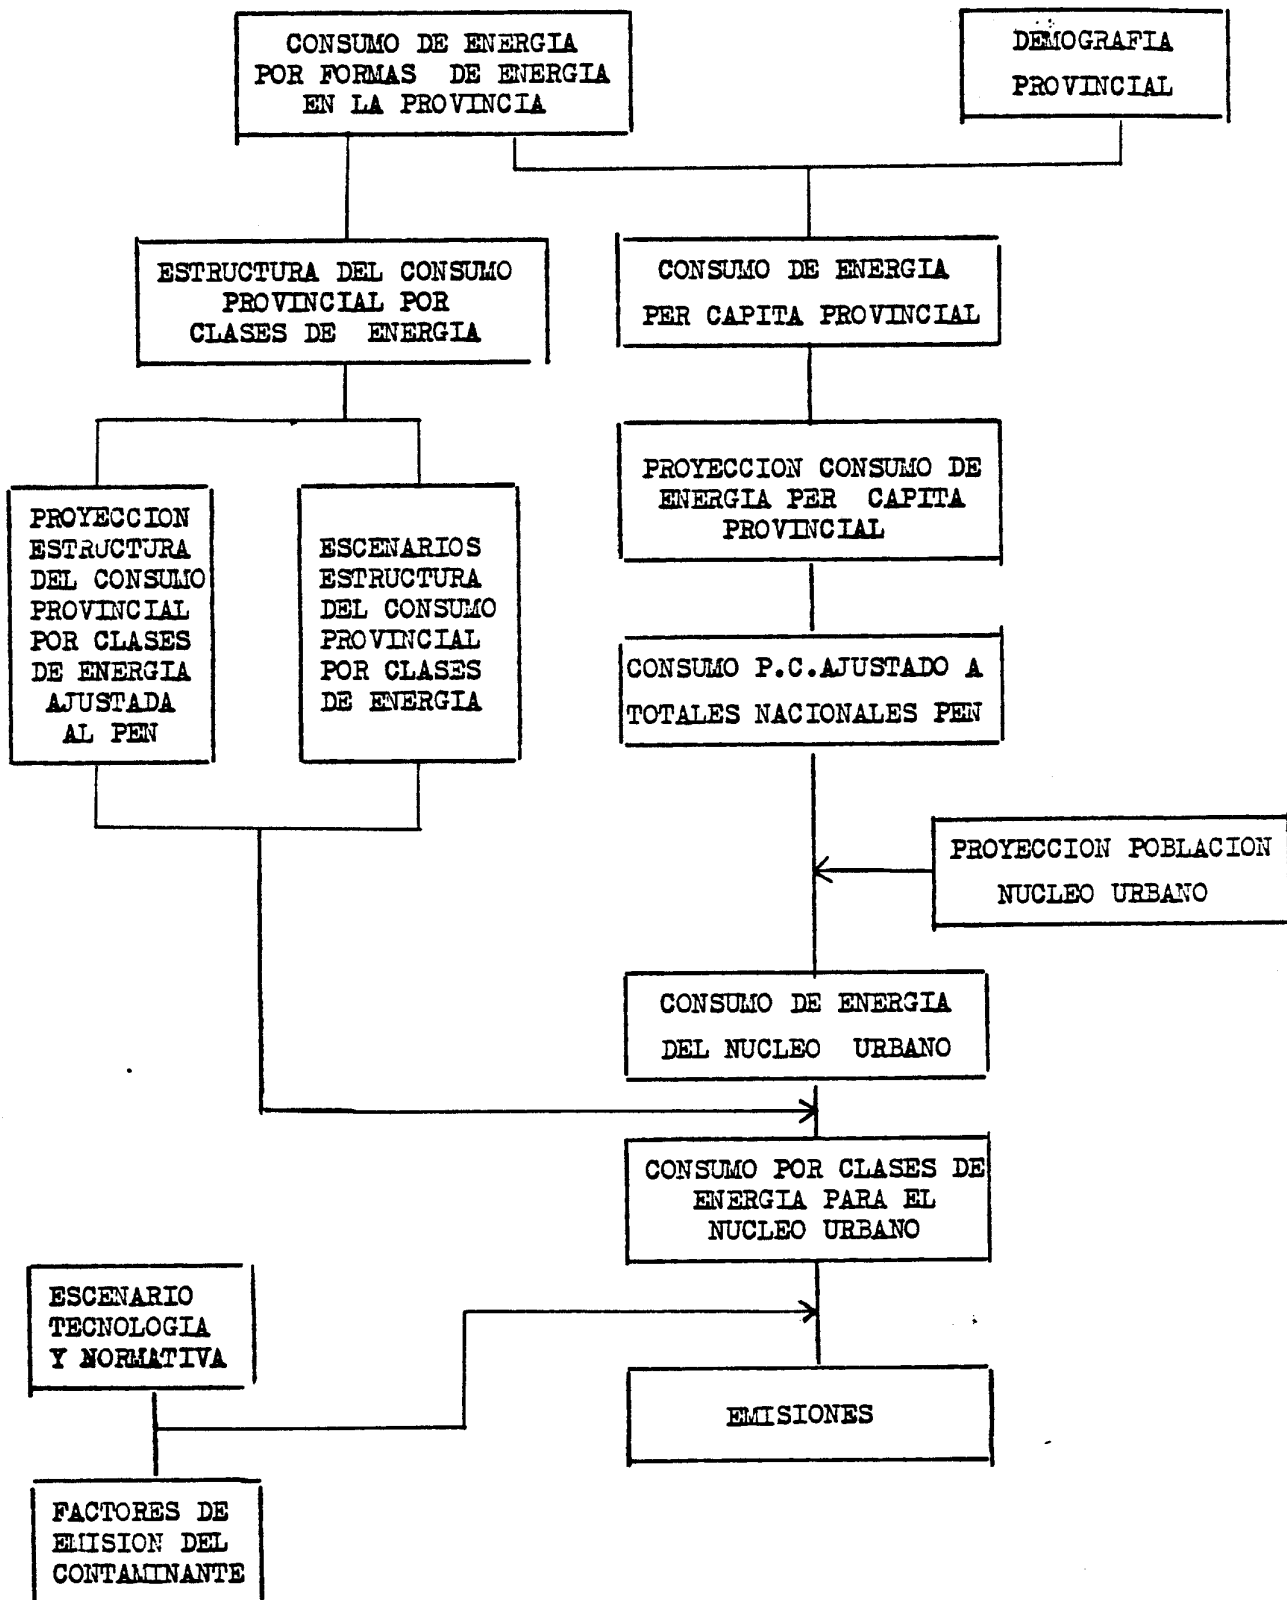 CONSUMO DE ENERGIA
POR FORMAS DE ENERGIA
EN LA PROVINCIA
DEMOGRAFIA
PROVINCIAL
ESTRUCTURA DEL CONSUMO
PROVINCIAL POR
CLASES DE ENERGIA
CONSUMO DE ENERGIA
PER CAPITA PROVINCIAL
PROYECCION CONSUMO DE
ENERGIA PER CAPITA
PROVINCIAL
PROYECCION
ESTRUCTURA
DEL CONSUMO
PROVINCIAL
POR CLASES
DE ENERGIA
AJUSTADA
AL PEN
ESCENARIOS
ESTRUCTURA
DEL CONSUMO
PROVINCIAL
POR CLASES
DE ENERGIA
CONSUMO P.C.AJUSTADO A
TOTALES NACIONALES PEN
PROYECCION POBLACION
NUCLEO URBANO
CONSUMO DE ENERGIA
DEL NUCLEO URBANO
CONSUMO POR CLASES DE
ENERGIA PARA EL
NUCLEO URBANO
ESCENARIO
TECNOLOGIA
Y NORMATIVA
EMISIONES
FACTORES DE
EMISION DEL
CONTAMINANTE